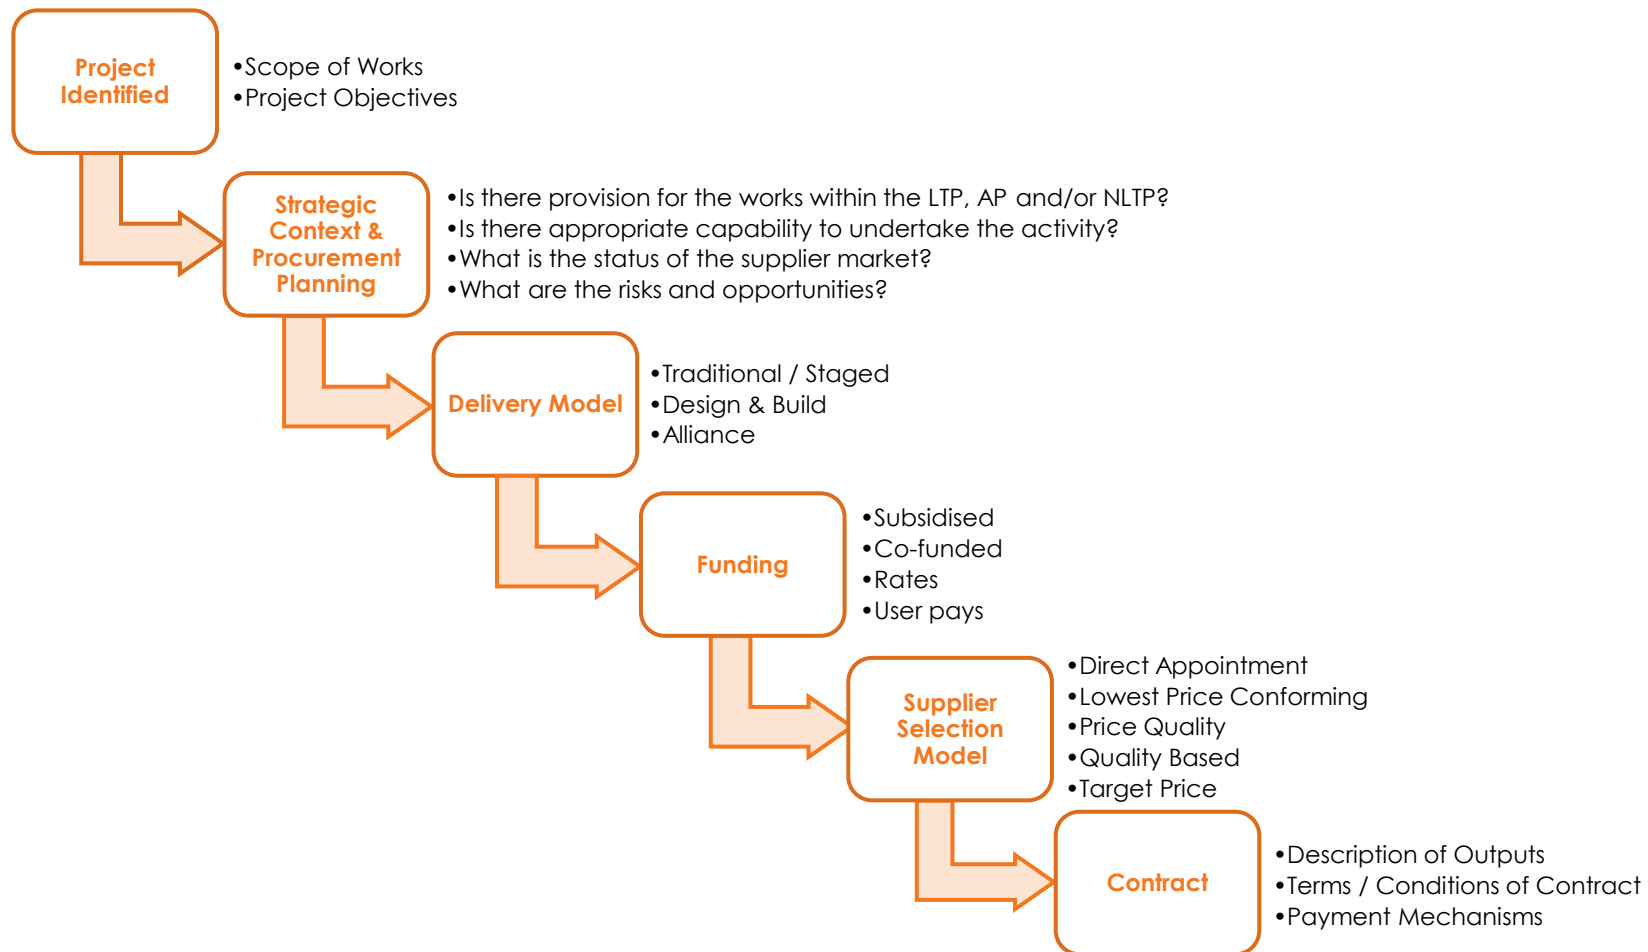 Project
Identified
•Scope of Works
•Project Objectives
Strategic
Context &
Procurement
Planning
•Is there provision for the works within the LTP, AP and/or NLTP?
•Is there appropriate capability to undertake the activity?
•What is the status of the supplier market?
•What are the risks and opportunities?
Delivery Model
•Traditional / Staged
•Design & Build
•Alliance
Funding
•Subsidised
•Co-funded
•Rates
•User pays
Supplier
Selection
Model
•Direct Appointment
•Lowest Price Conforming
•Price Quality
•Quality Based
•Target Price
Contract
•Description of Outputs
•Terms / Conditions of Contract
•Payment Mechanisms